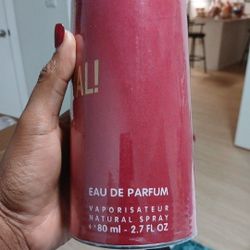 AL!
EAU DE PARFUM
VAPORISATEUR
NATURAL SPRAY
℮ 80 ml - 2.7 FL OZ